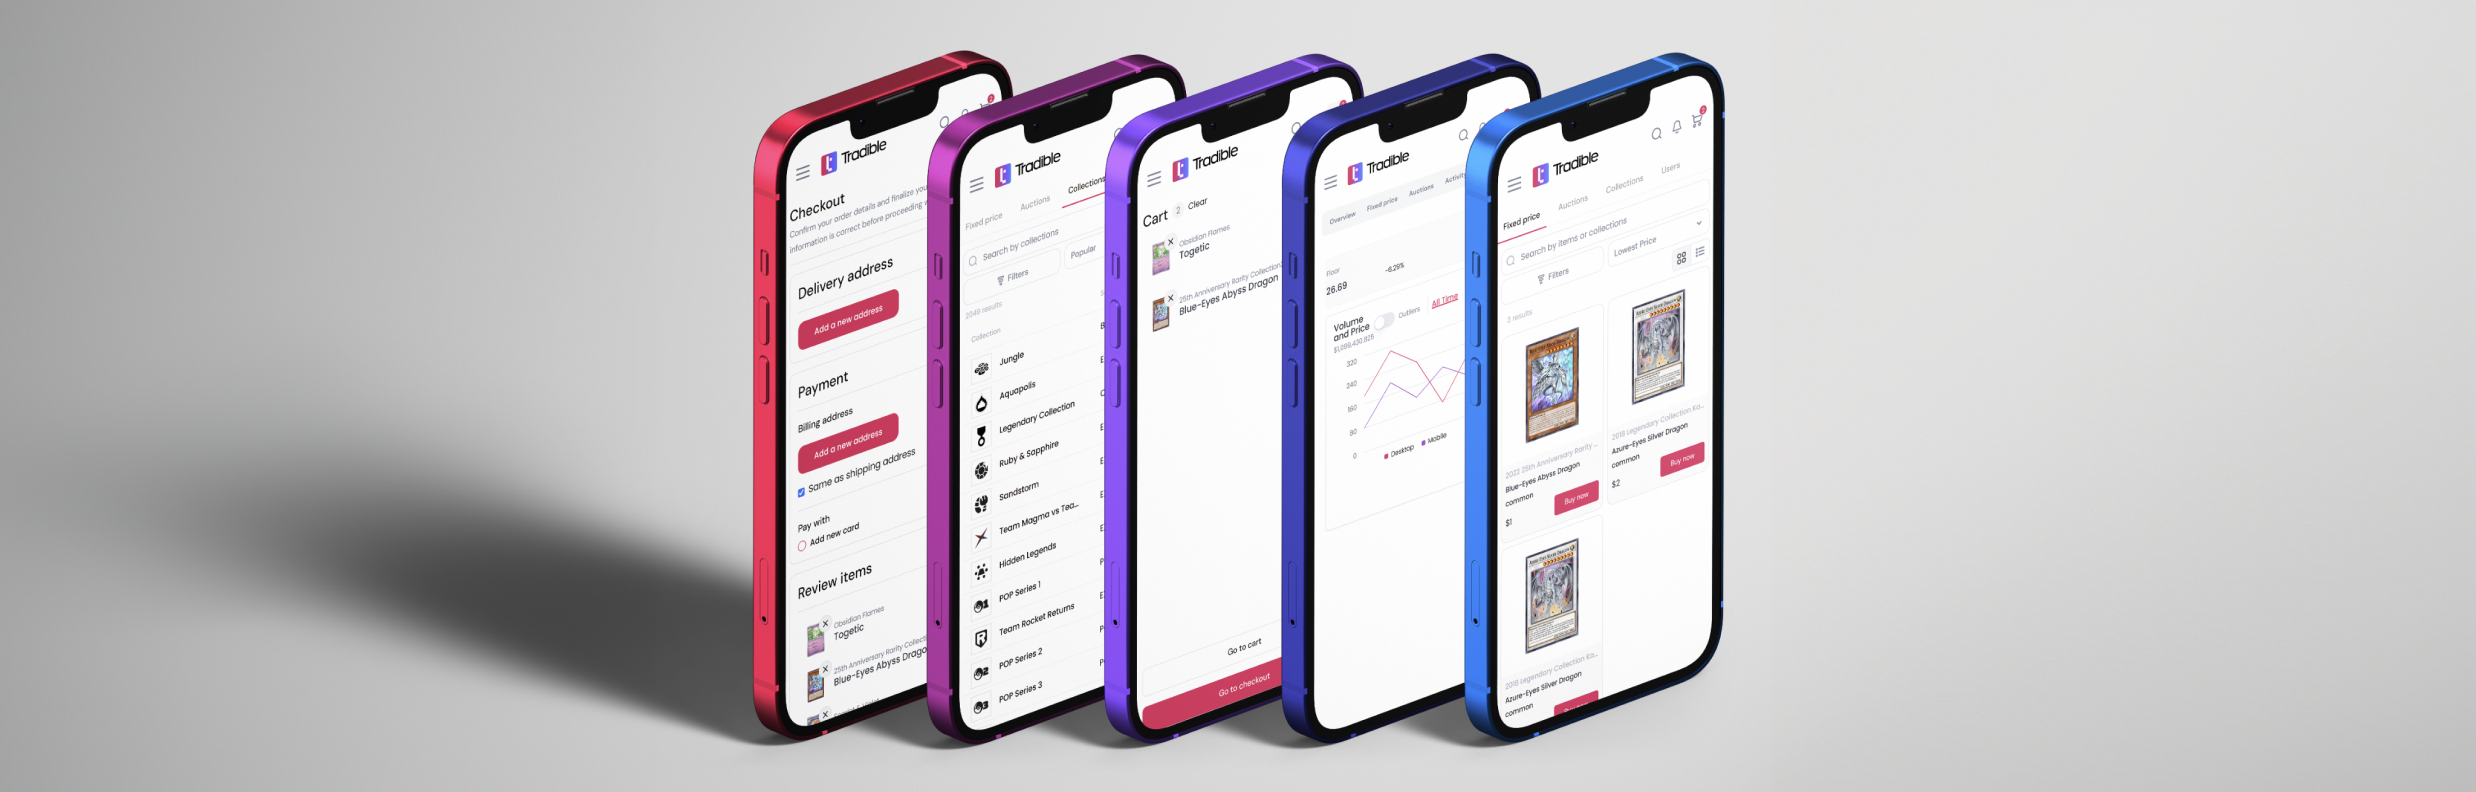 Tradible
Checkout
Confirm your order details and finalize you
information is correct before proceeding
Delivery address
Add a new address
Payment
Billing address
Add a new address
Same as shipping address
Pay with
Add new card
Review items
Obsidian Flames
Togetic
25th Anniversary Rarity Collecti
Blue-Eyes Abyss Drago
Tradible
Fixed price
Auctions
Collections
Search by collections
Filters
Popular
2049 results
Collection
Jungle
Aquapolis
Legendary Collection
Ruby & Sapphire
Sandstorm
Team Magma vs Tea...
Hidden Legends
POP Series 1
Team Rocket Returns
POP Series 2
POP Series 3
Tradible
Cart 2 Clear
Obsidian Flames
Togetic
25th Anniversary Rarity Collection
Blue-Eyes Abyss Dragon
Go to cart
Go to checkout
Tradible
Overview
Fixed price
Auctions
Activity
Floor
26.69
-6.29%
Volume
and Price
Outliers
All Time
320
240
160
80
0
Desktop
Mobile
2
Tradible
Fixed price
Auctions
Collections
Users
Search by items or collections
Filters
Lowest Price
3 results
2022 25th Anniversary Rarity ...
Blue-Eyes Abyss Dragon
common
$1
Buy now
2018 Legendary Collection Ka...
Azure-Eyes Silver Dragon
common
$2
Buy now
2018 Legendary Collection Ka...
Azure-Eyes Silver Dragon
common